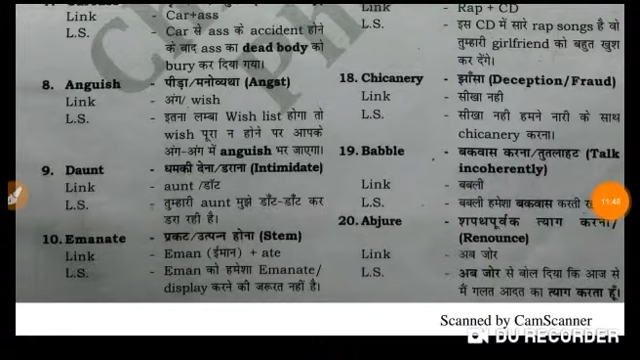 Link - Car+ass
L.S. - Car से ass के accident होने
के बाद ass का dead body को
bury कर दिया गया।
8. Anguish - पीड़ा/मनोव्यथा (Angst)
Link - अंग/ wish
L.S. - इतना लम्बा Wish list होगा तो
wish पूरा न होने पर आपके
अंग-अंग में anguish भर जाएगा।
9. Daunt - धमकी देना/डराना (Intimidate)
Link - aunt /डाँट
L.S. - तुम्हारी aunt मुझे डाँट-डाँट कर
डरा रही है।
10. Emanate - प्रकट/उत्पन्न होना (Stem)
Link - Eman (ईमान) + ate
L.S. - Eman को हमेशा Emanate/
display करने की जरूरत नहीं है।
Link - Rap + CD
L.S. - इस CD में सारे rap songs है वो
तुम्हारी girlfriend को बहुत खुश
कर देंगे।
18. Chicanery - झाँसा (Deception/Fraud)
Link - सीखा नही
L.S. - सीखा नही हमने नारी के साथ
chicanery करना।
19. Babble - बकवास करना/तुतलाहट (Talk
incoherently)
Link - बबली
L.S. - बबली हमेशा बकवास करती
11:43
20. Abjure - शपथपूर्वक त्याग करना/
(Renounce)
Link - अब जोर
L.S. - अब जोर से बोल दिया कि आज से
मैं गलत आदत का त्याग करता हूँ।
Scanned by CamScanner
DU RECORDER